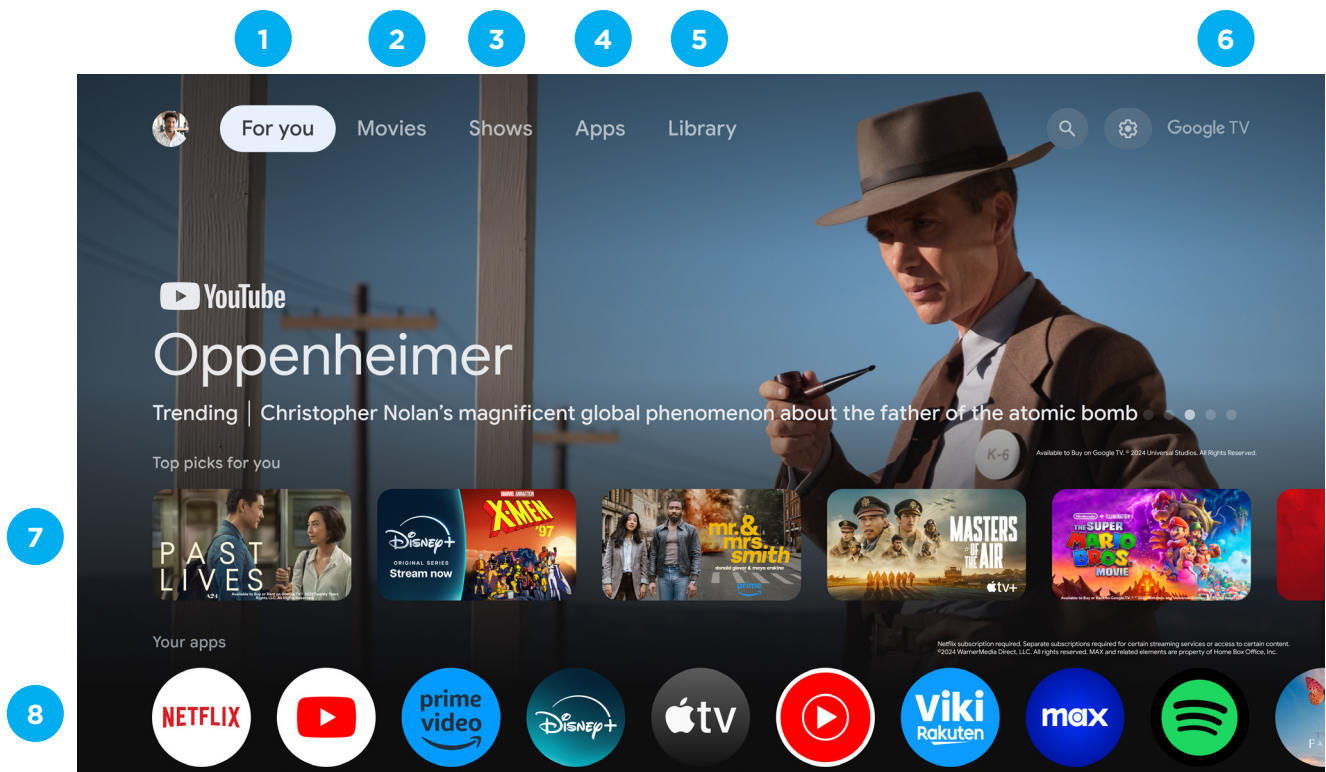 1 2 3 4 5 6
For you Movies Shows Apps Library Google TV
YouTube
Oppenheimer
Trending | Christopher Nolan's magnificent global phenomenon about the father of the atomic bomb
K-6
Top picks for you
Available to Buy on Google TV. © 2024 Universal Studios. All Rights Reserved.
7
PAST
LIVES
A24
Disney+
ORIGINAL SERIES
Stream now
MARVEL ANIMATION
X-MEN
'97
mr. &
mrs.
smith
donald glover & maya erskine
prime
MASTERS
OF
THE AIR
tv+
Nintendo + ILLUMINATION
THE SUPER
MARIO
BROS.
MOVIE
Your apps
Netflix subscription required. Separate subscriptions required for certain streaming services or access to certain content.
©2024 WarnerMedia Direct, LLC. All rights reserved. MAX and related elements are property of Home Box Office, Inc.
8
NETFLIX
prime
video
Disney+
tv
Viki
Rakuten
max